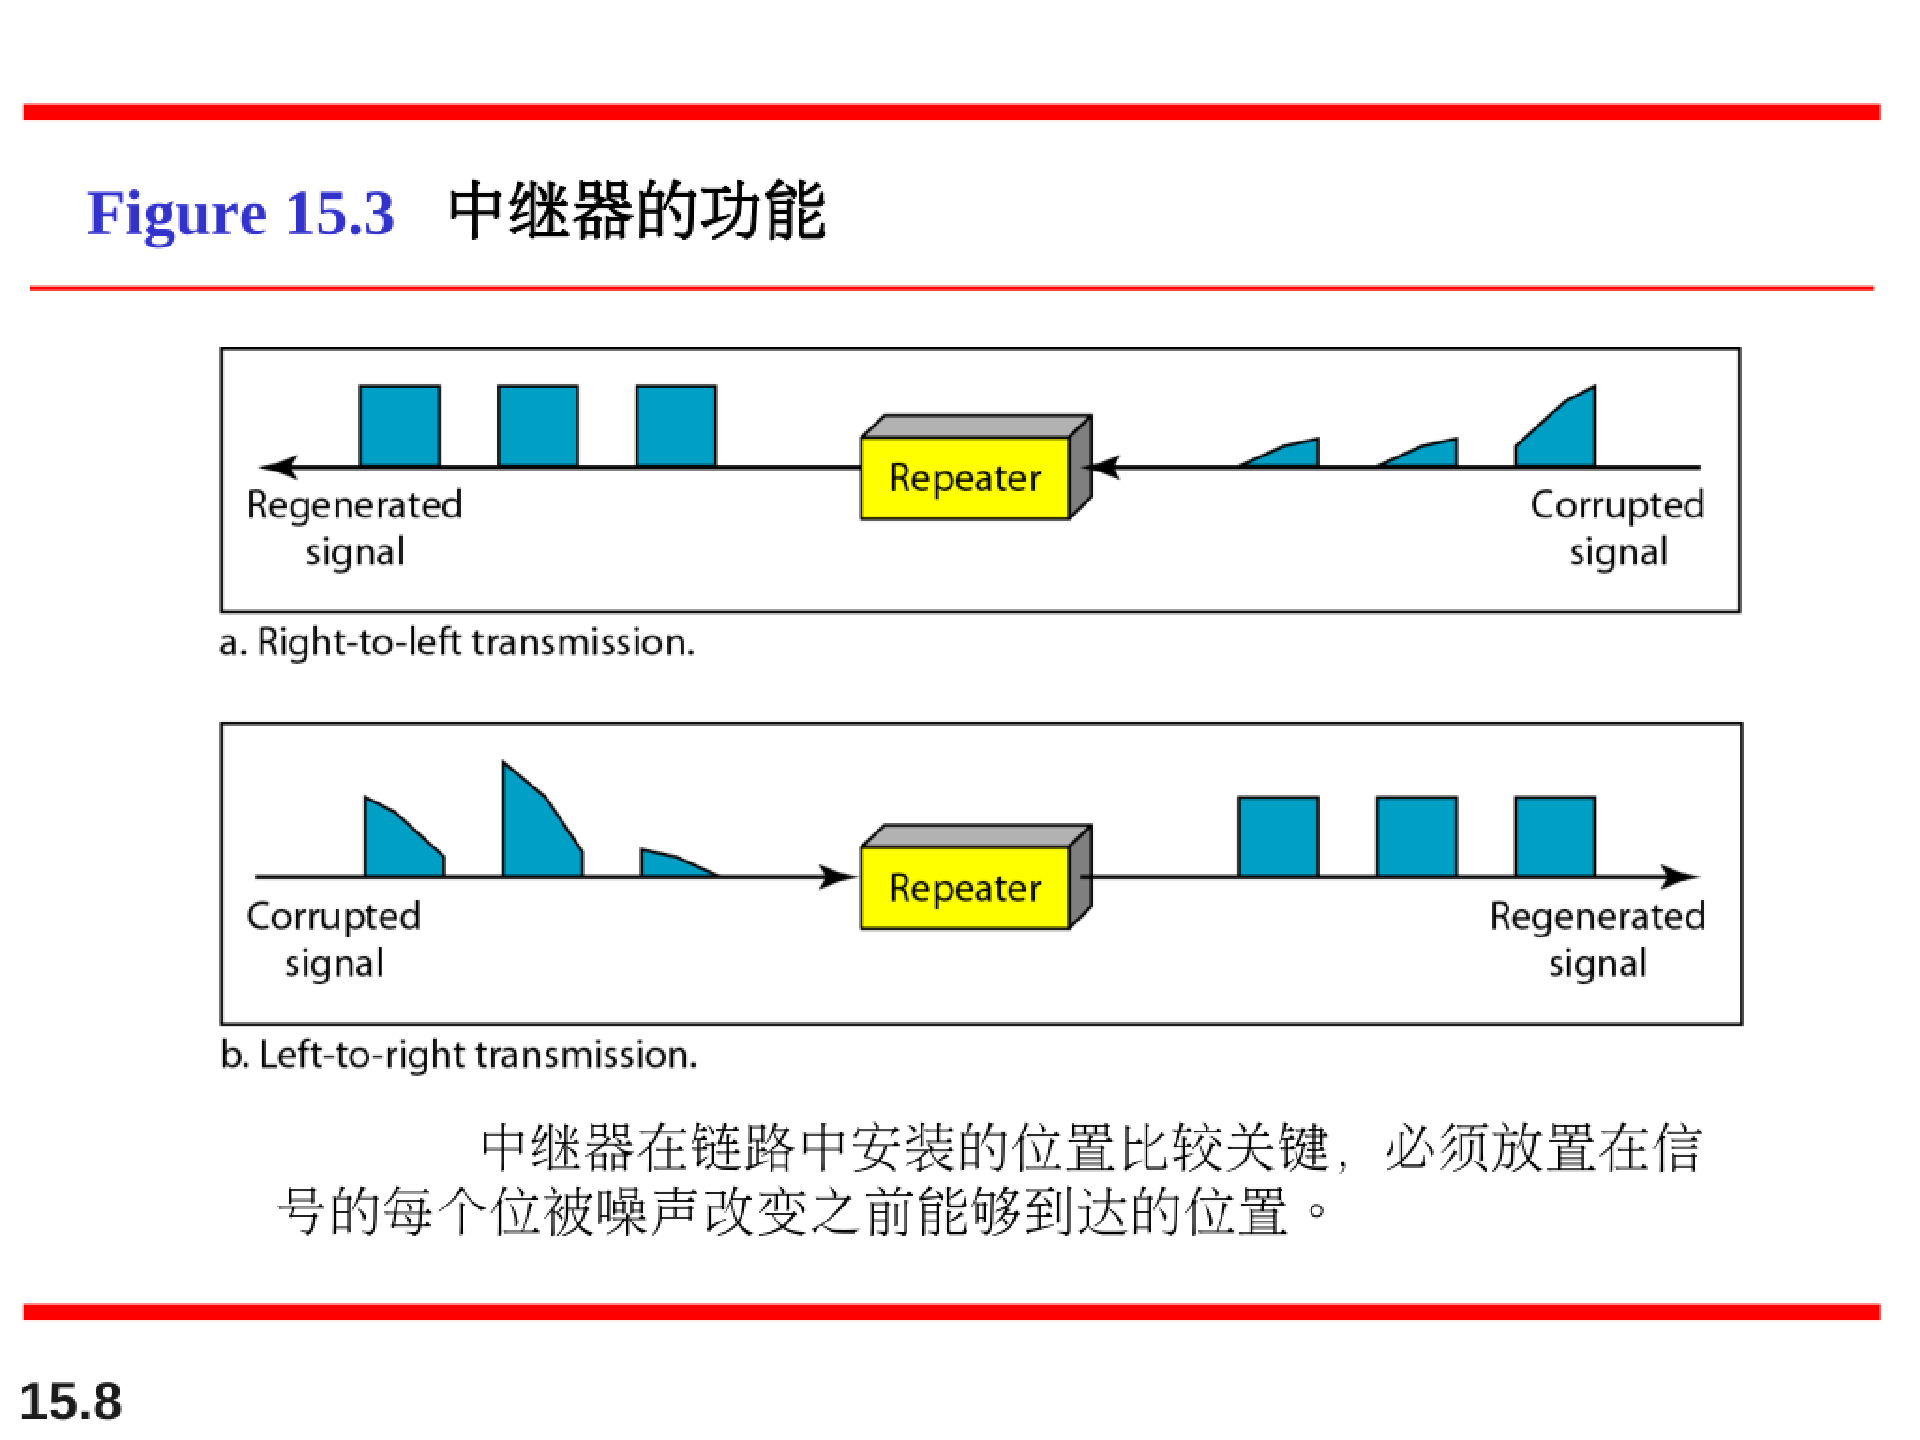 Figure 15.3 中继器的功能
Repeater
Regenerated
signal
Corrupted
signal
a. Right-to-left transmission.
Repeater
Corrupted
signal
Regenerated
signal
b. Left-to-right transmission.
中继器在链路中安装的位置比较关键，必须放置在信
号的每个位被噪声改变之前能够到达的位置。
15.8